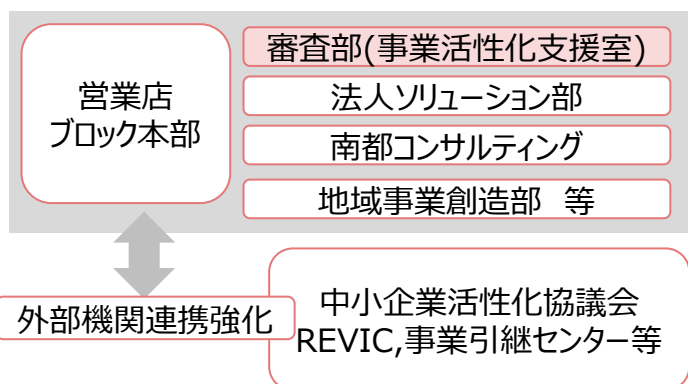 営業店
ブロック本部
審査部(事業活性化支援室)
法人ソリューション部
南都コンサルティング
地域事業創造部 等
外部機関連携強化
中小企業活性化協議会
REVIC,事業引継センター等